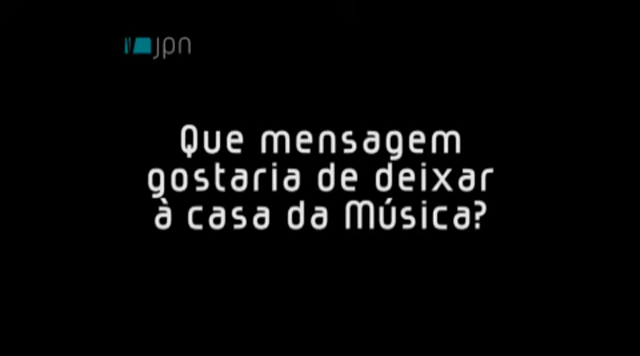 jpn
Que mensagem
gostaria de deixar
à casa da Música?